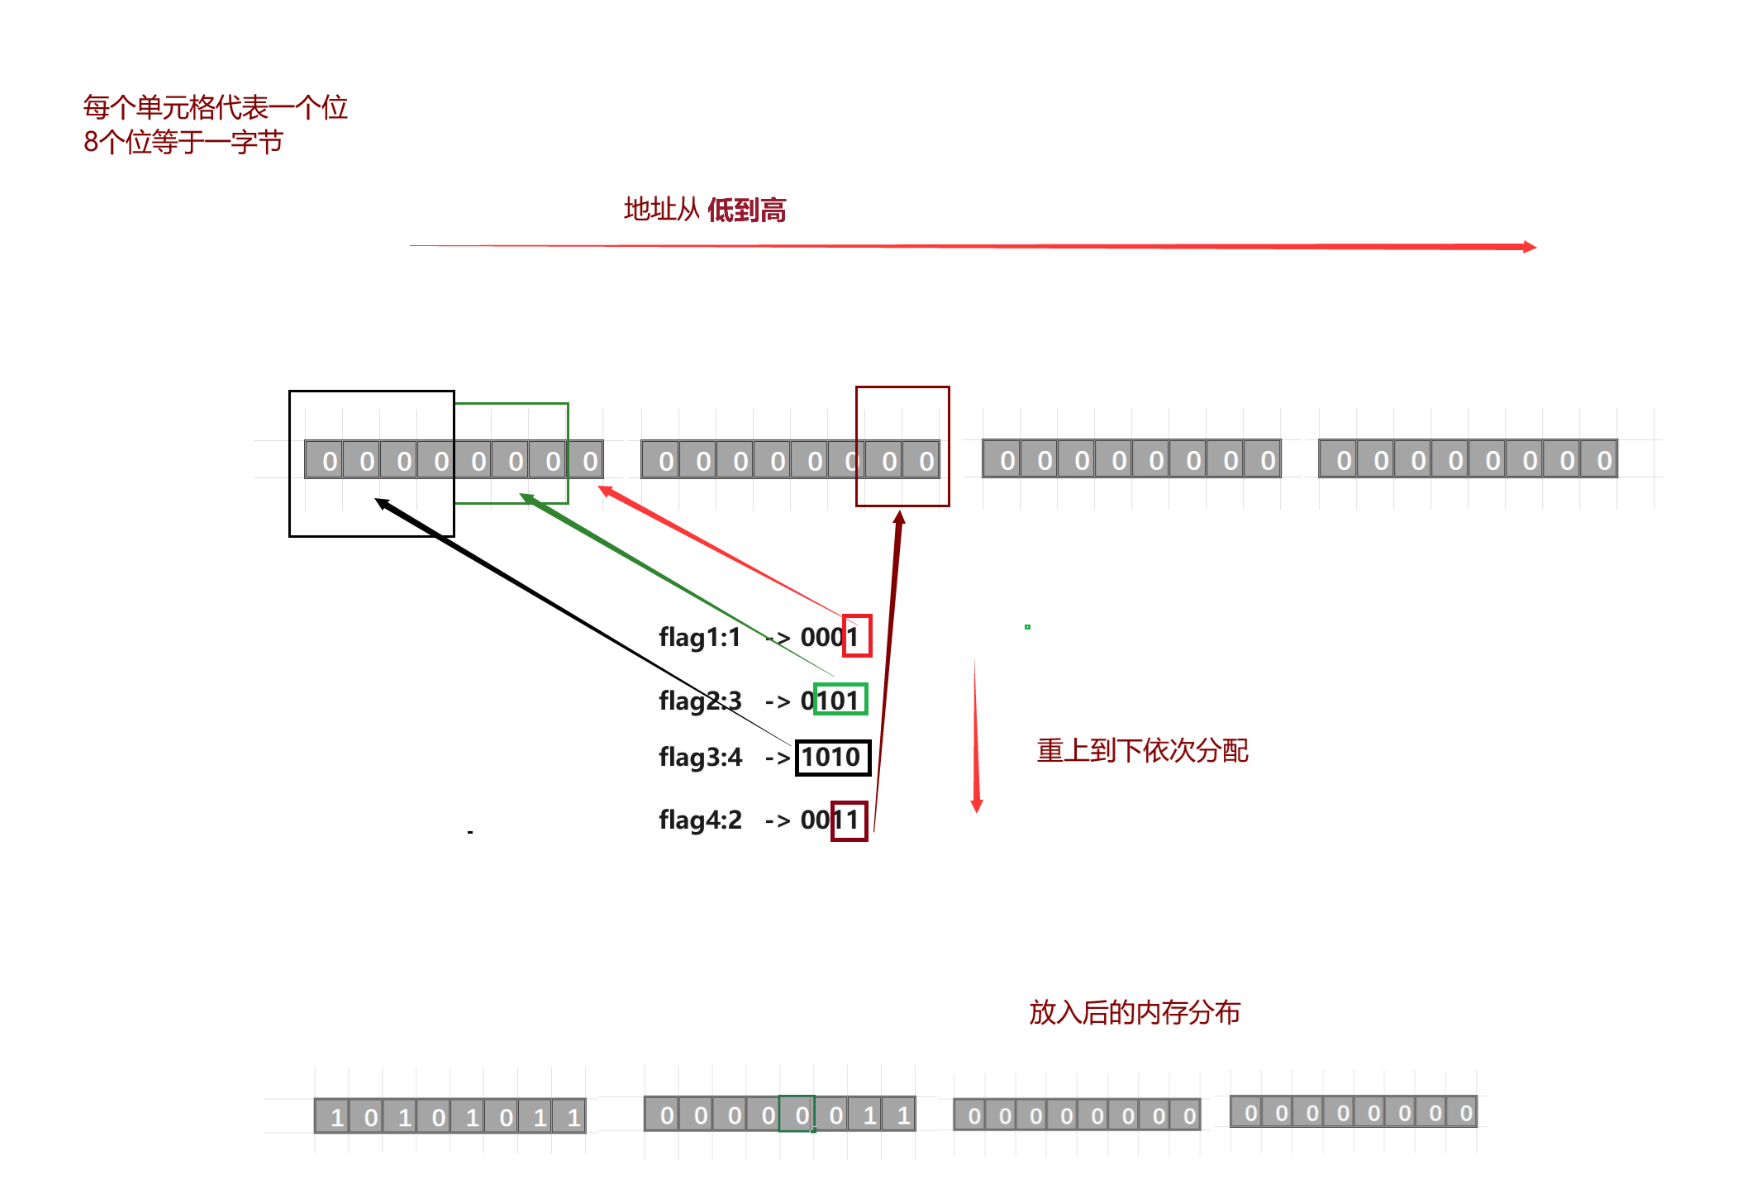 每个单元格代表一个位
8个位等于一字节
地址从 低到高
0 0 0 0 0 0 0 0 0 0 0 0 0 0 0 0 0 0 0 0 0 0 0 0 0 0 0 0 0 0 0 0
flag1:1 -> 0001
flag2:3 -> 0101
flag3:4 -> 1010
flag4:2 -> 0011
重上到下依次分配
放入后的内存分布
1 0 1 0 1 0 1 1 0 0 0 0 0 0 1 1 0 0 0 0 0 0 0 0 0 0 0 0 0 0 0 0